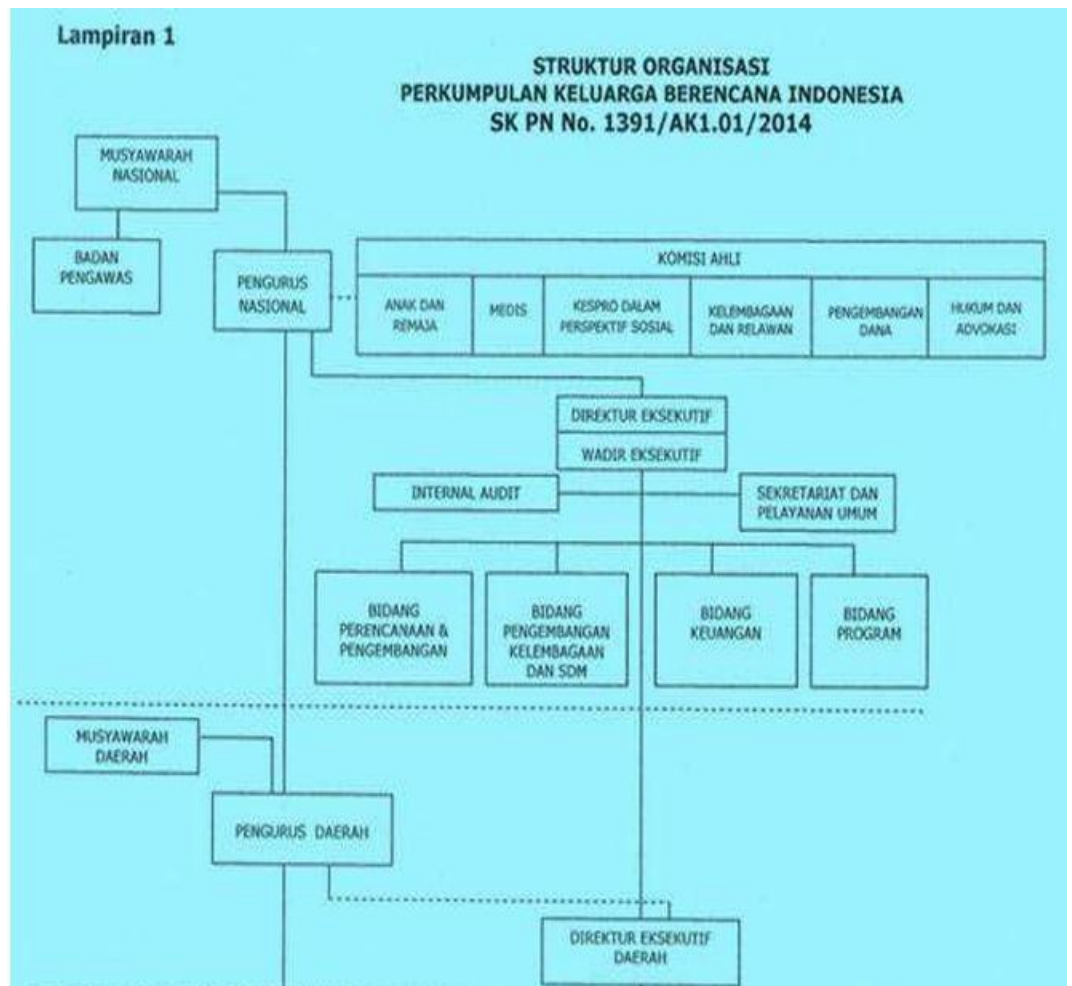 Lampiran 1
STRUKTUR ORGANISASI
PERKUMPULAN KELUARGA BERENCANA INDONESIA
SK PN No. 1391/AK1.01/2014
MUSYAWARAH
NASIONAL
BADAN
PENGAWAS
PENGURUS
NASIONAL
KOMISI AHLI
ANAK DAN
REMAJA
MEDIS
KESPRO DALAM
PERSPEKTIF SOSIAL
KELEMBAGAAN
DAN RELAWAN
PENGEMBANGAN
DANA
HUKUM DAN
ADVOKASI
DIREKTUR EKSEKUTIF
WADIR EKSEKUTIF
INTERNAL AUDIT
SEKRETARIAT DAN
PELAYANAN UMUM
BIDANG
PERENCANAAN &
PENGEMBANGAN
BIDANG
PENGEMBANGAN
KELEMBAGAAN
DAN SDM
BIDANG
KEUANGAN
BIDANG
PROGRAM
MUSYAWARAH
DAERAH
PENGURUS DAERAH
DIREKTUR EKSEKUTIF
DAERAH